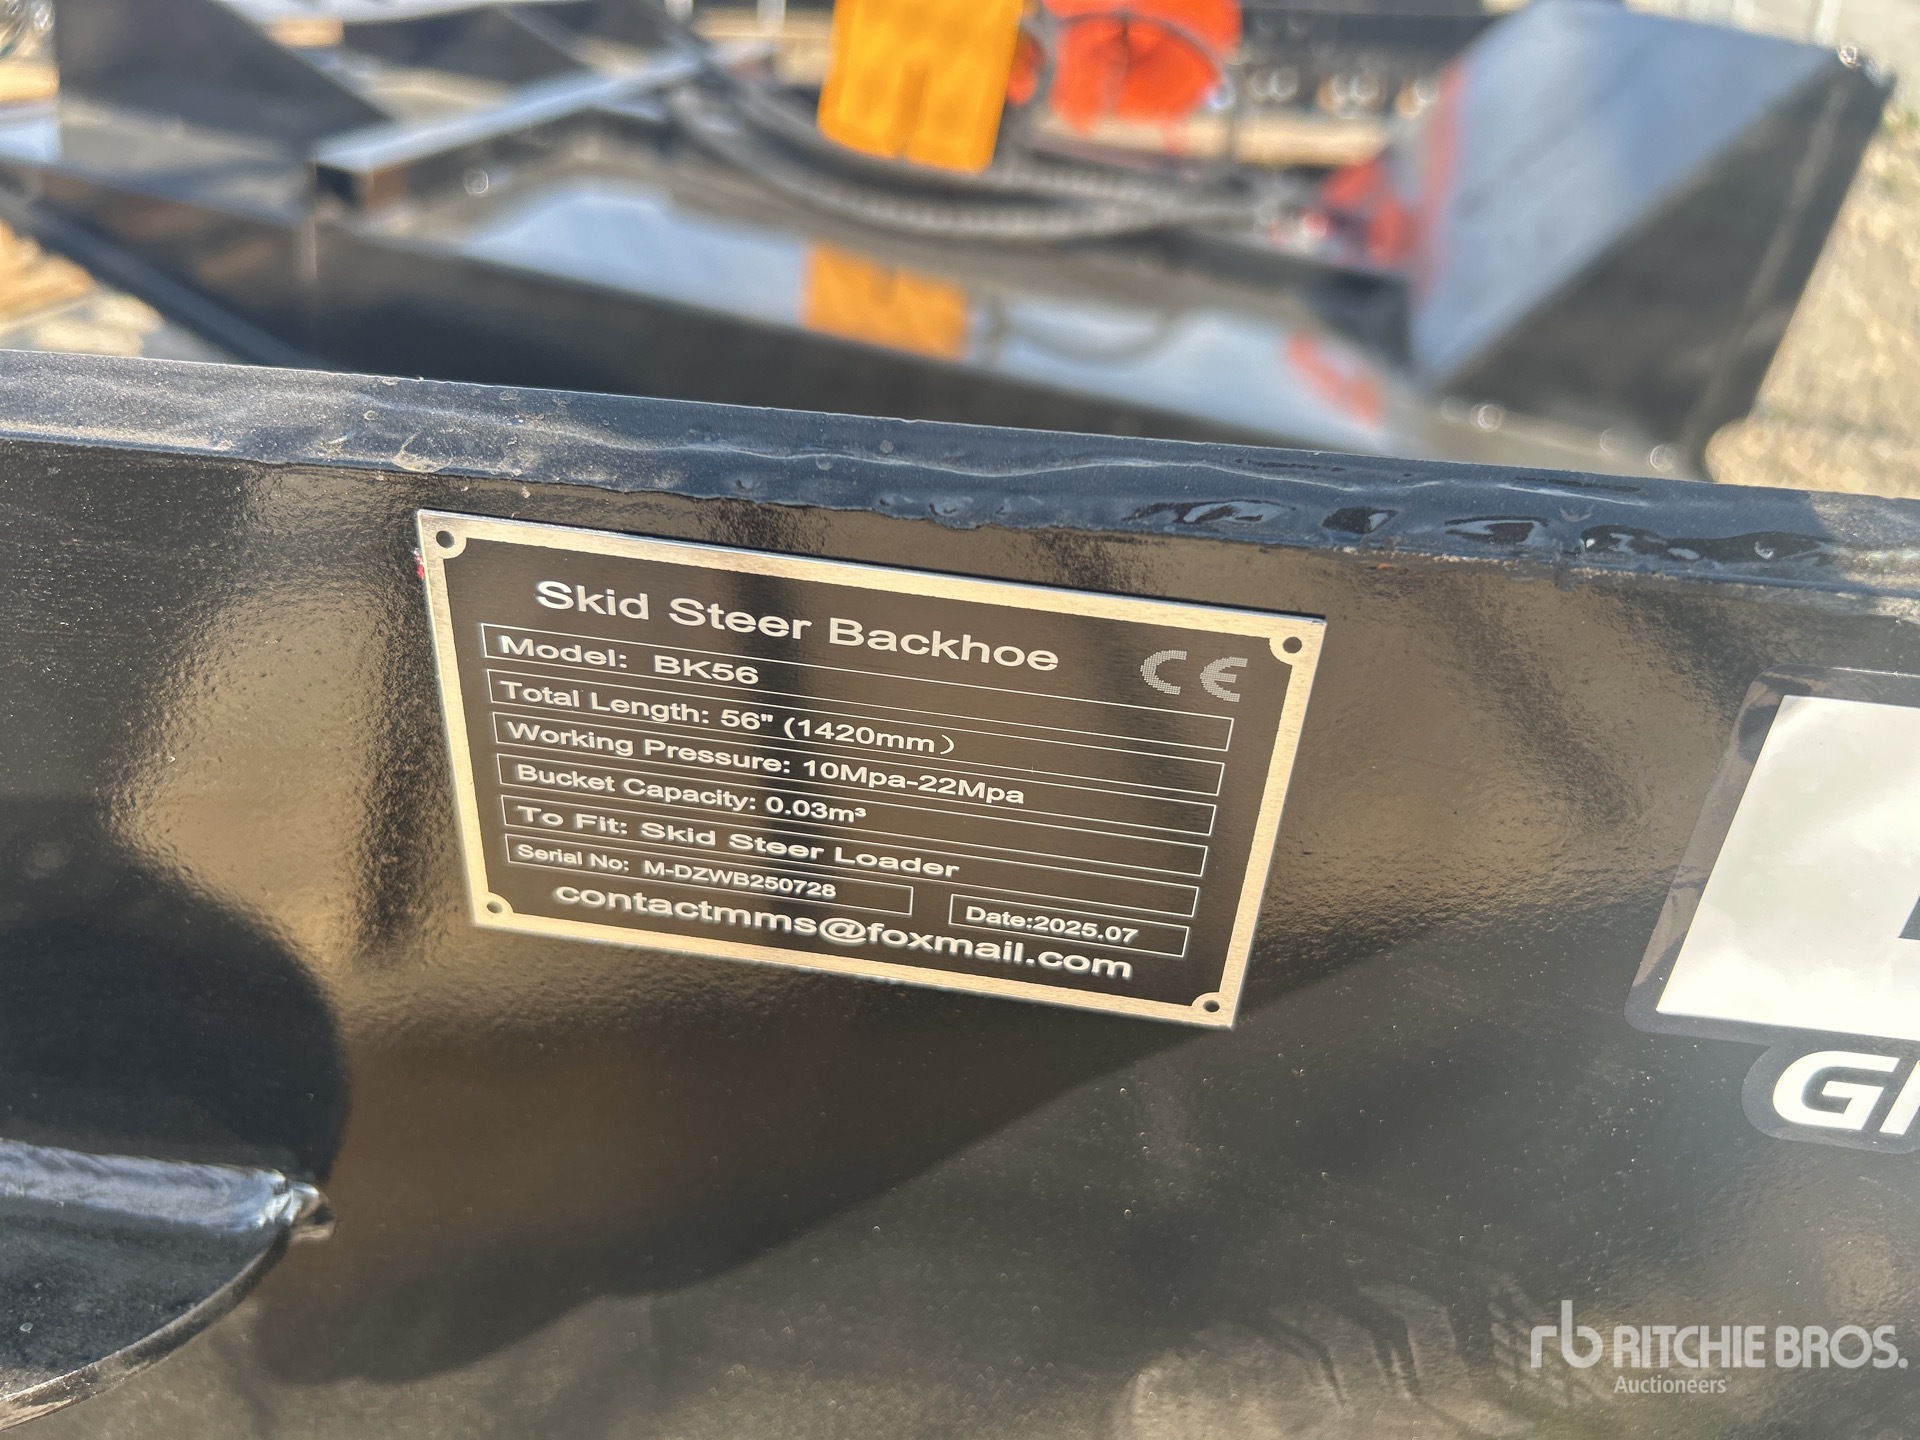 Skid Steer Backhoe
CE
Model: BK56
Total Length: 56" (1420mm)
Working Pressure: 10Mpa-22Mpa
Bucket Capacity: 0.03m³
To Fit: Skid Steer Loader
Serial No: M-DZWB250728
Date:2025.07
contactmms@foxmail.com
rb RITCHIE BROS.
Auctioneers